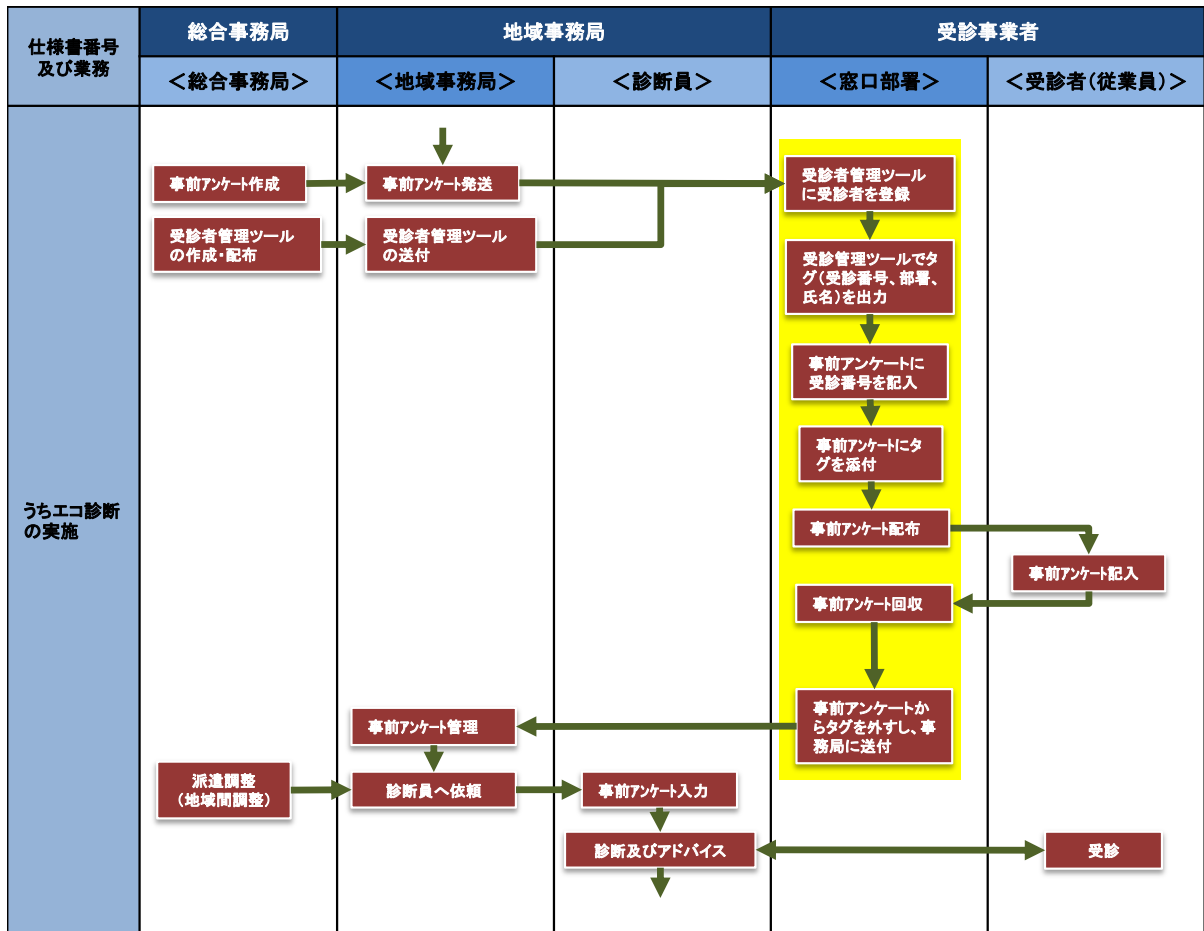 仕様書番号
及び業務
総合事務局
地域事務局
受診事業者
＜総合事務局＞
＜地域事務局＞
＜診断員＞
＜窓口部署＞
＜受診者(従業員)＞
うちエコ診断
の実施
事前アンケート作成
事前アンケート発送
受診者管理ツール
に受診者を登録
受診者管理ツール
の作成・配布
受診者管理ツール
の送付
受診管理ツールでタ
グ(受診番号、部署、
氏名)を出力
事前アンケートに
受診番号を記入
事前アンケートにタ
グを添付
事前アンケート配布
事前アンケート記入
事前アンケート回収
事前アンケートか
らタグを外すし、事
務局に送付
事前アンケート管理
派遣調整
(地域間調整)
診断員へ依頼
事前アンケート入力
診断及びアドバイス
受診